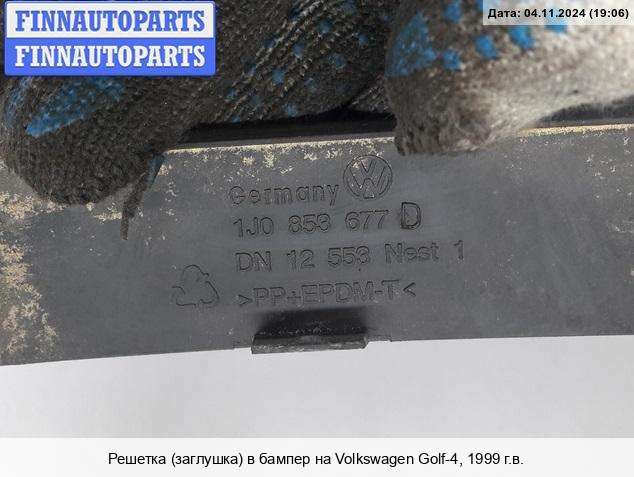 FINNAUTOPARTS
FINNAUTOPARTS
Дата: 04.11.2024 (19:06)
Germany
1J0 853 677 D
DN 12 553 Nest 1
>PP+EPDM-T<
Решетка (заглушка) в бампер на Volkswagen Golf-4, 1999 г.в.